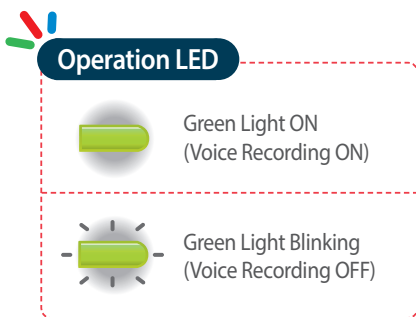 Operation LED
Green Light ON
(Voice Recording ON)
Green Light Blinking
(Voice Recording OFF)